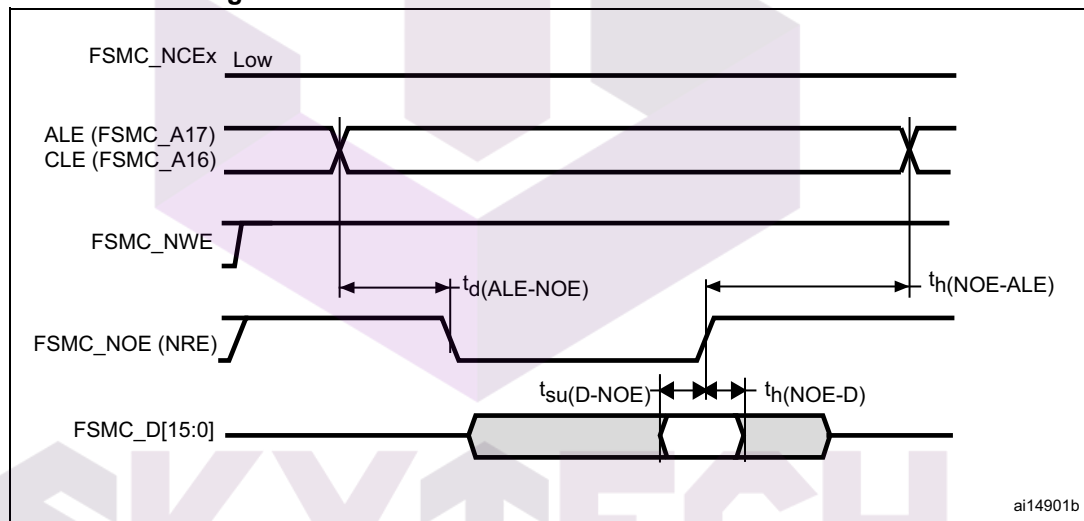 FSMC_NCEx Low
ALE (FSMC_A17)
CLE (FSMC_A16)
FSMC_NWE
td(ALE-NOE)
th(NOE-ALE)
FSMC_NOE (NRE)
tsu(D-NOE)
th(NOE-D)
FSMC_D[15:0]
SKYTECH
ai14901b